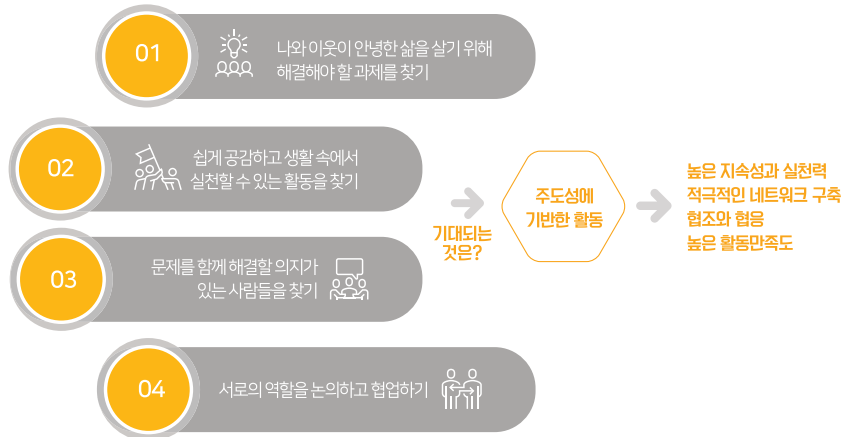 01
나와 이웃이 안녕한 삶을 살기 위해
해결해야 할 과제를 찾기
02
쉽게 공감하고 생활 속에서
실천할 수 있는 활동을 찾기
03
문제를 함께 해결할 의지가
있는 사람들을 찾기
04
서로의 역할을 논의하고 협업하기
기대되는
것은?
주도성에
기반한 활동
높은 지속성과 실천력
적극적인 네트워크 구축
협조와 협응
높은 활동만족도